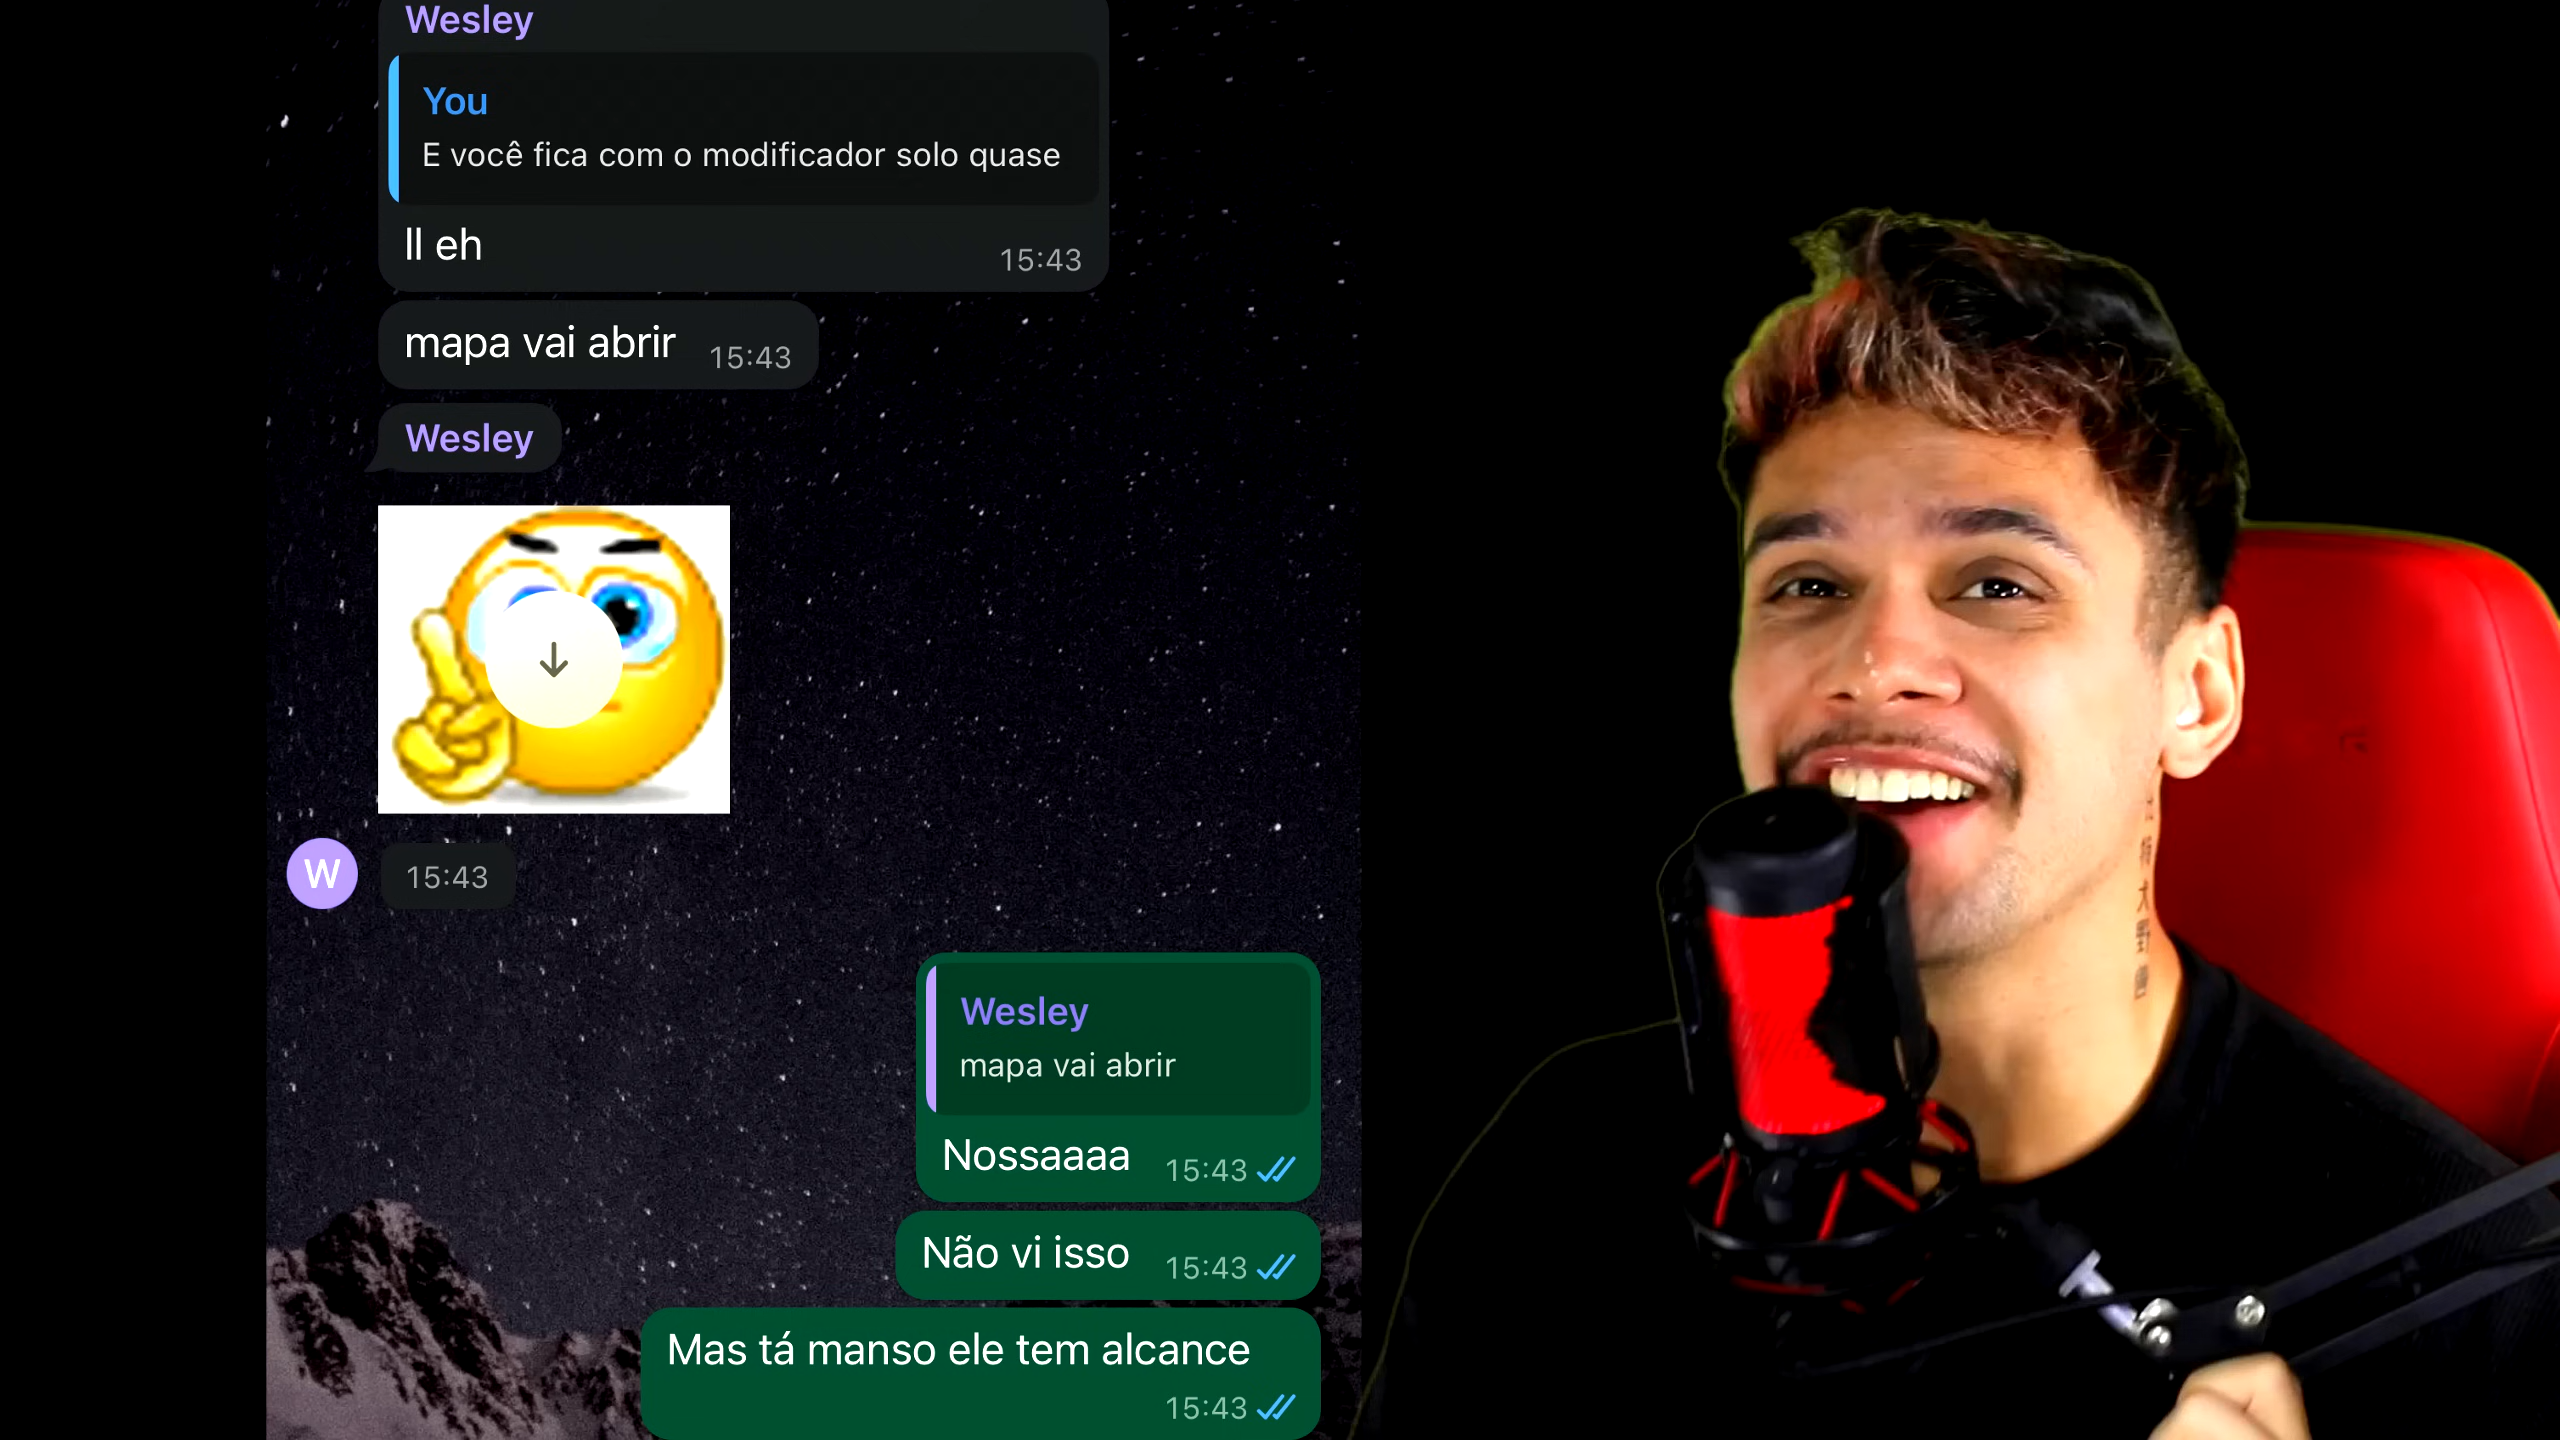 Wesley
You
E você fica com o modificador solo quase
ll eh
15:43
mapa vai abrir
15:43
Wesley
W
15:43
Wesley
mapa vai abrir
Nossaaaa
15:43
Não vi isso
15:43
Mas tá manso ele tem alcance
15:43